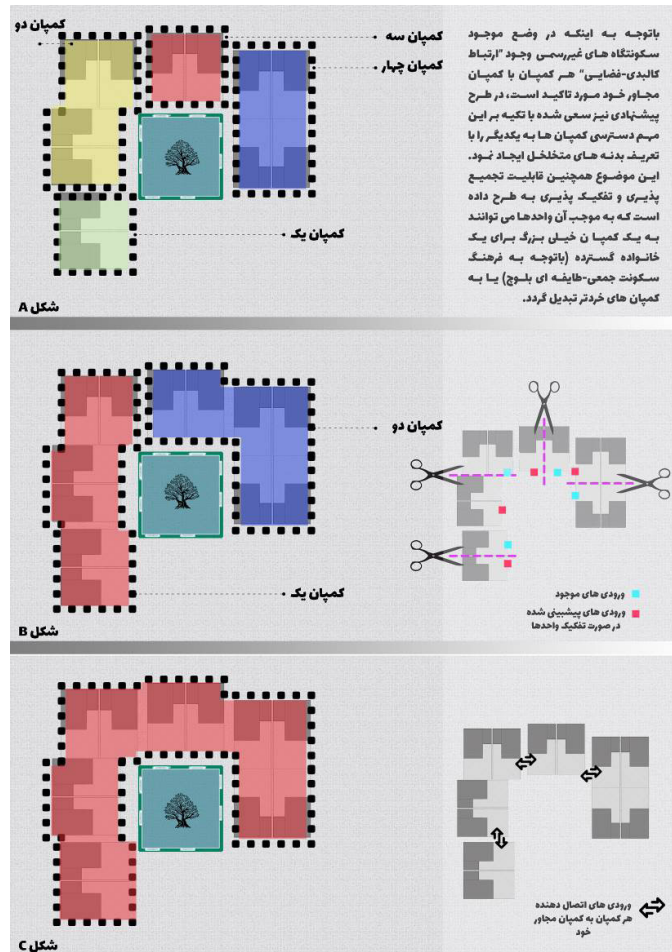 کمپان دو
کمپان سه
کمپان چهار
کمپان یک
شکل A
باتوجه به اینکه در وضع موجود
سکونتگاه های غیررسمی وجود "ارتباط
کالبدی-فضایی" هر کمپان با کمپان
مجاور خود مورد تاکید است، در طرح
پیشنهادی نیز سعی شده با تکیه بر این
مهم دسترسی کمپان ها به یکدیگر را با
تعریف بدنه های متخلخل ایجاد نمود.
این موضوع همچنین قابلیت تجمیع
پذیری و تفکیک پذیری به طرح داده
است که به موجب آن واحدها می توانند
به یک کمپا ن خیلی بزرگ برای یک
خانواده گسترده (باتوجه به فرهنگ
سکونت جمعی-طایفه ای بلوچ) یا به
کمپان های خردتر تبدیل گردد.
کمپان دو
کمپان یک
شکل B
ورودی های موجود
ورودی های پیشبینی شده
در صورت تفکیک واحدها
شکل C
ورودی های اتصال دهنده
هر کمپان به کمپان مجاور
خود